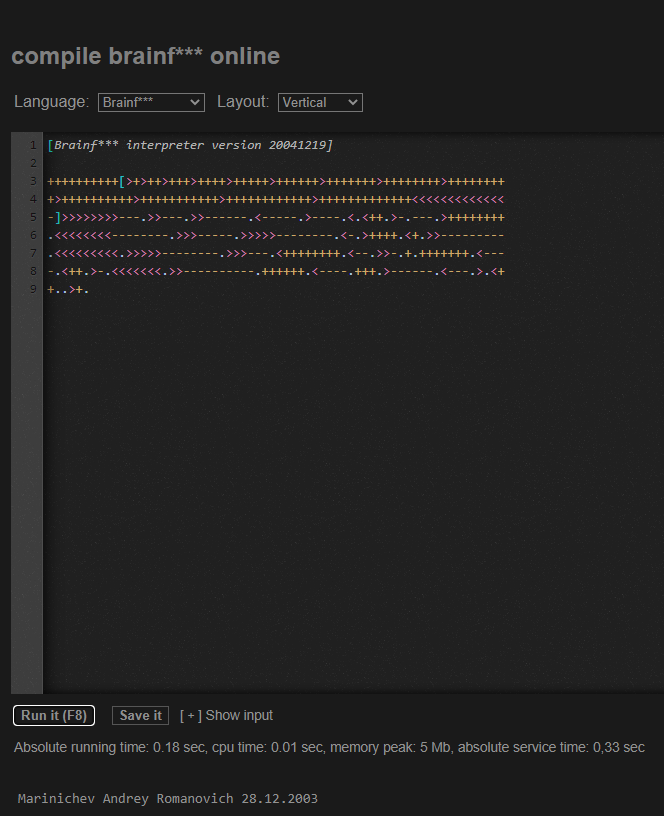 compile brainf*** online
Language: Brainf*** Layout: Vertical
1 [Brainf*** interpreter version 20041219]
2
3 ++++++++++[>+>++>+++>++++>+++++>++++++>+++++++>++++++++>++++++++
4 +>++++++++++>+++++++++++>++++++++++++>+++++++++++++<<<<<<<<<<<<<
5 -]>>>>>>>>---.>>---.>>------.<-----.>----.<.<++.>-.---.>++++++++
6 .<<<<<<<<--------.>>>-----.>>>>>--------.<-.>++++.<+.>>---------
7 .<<<<<<<<<.>>>>>--------.>>>---.<++++++++.<--.>>-.+.+++++++.<---
8 -.<++.>-.<<<<<<<.>>----------.++++++.<----.+++.>------.<---.>.<+
9 +..>+.
Run it (F8) Save it [ + ] Show input
Absolute running time: 0.18 sec, cpu time: 0.01 sec, memory peak: 5 Mb, absolute service time: 0,33 sec
Marinichev Andrey Romanovich 28.12.2003